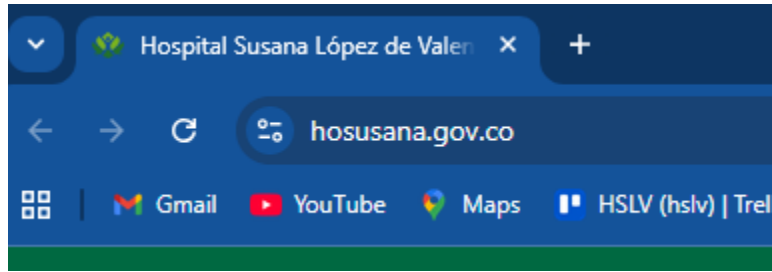 Hospital Susana López de Valen
hosusana.gov.co
Gmail YouTube Maps HSLV (hslv) | Trel